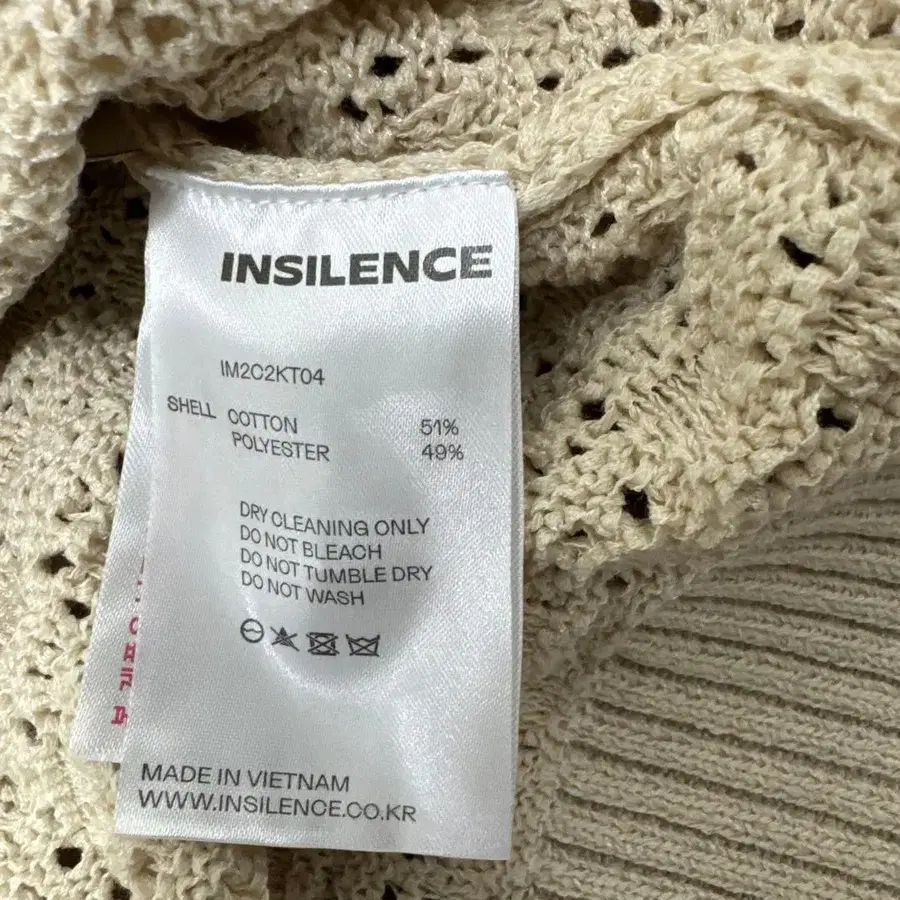 INSILENCE
IM2C2KT04
SHELL COTTON 51%
POLYESTER 49%
DRY CLEANING ONLY
DO NOT BLEACH
DO NOT TUMBLE DRY
DO NOT WASH
MADE IN VIETNAM
WWW.INSILENCE.CO.KR